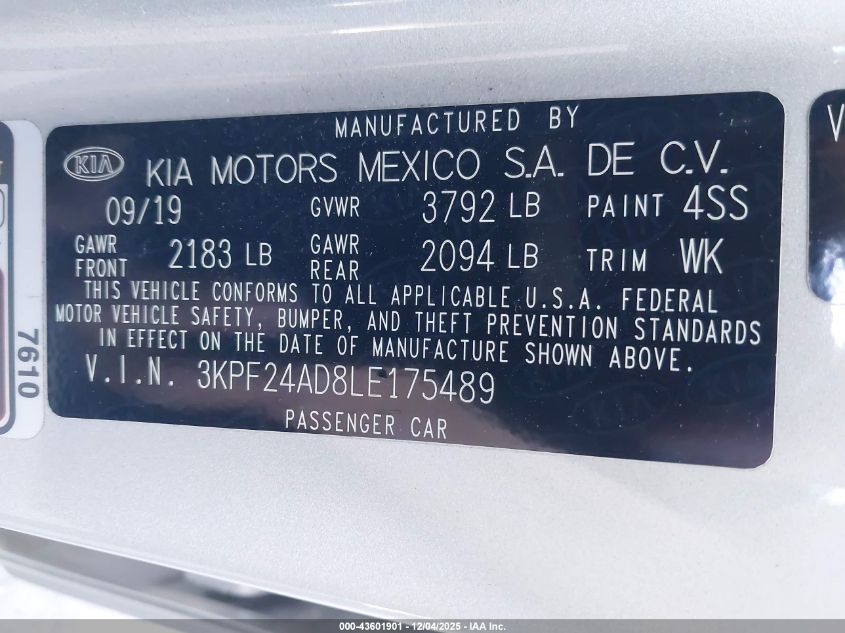 MANUFACTURED BY
KIA KIA MOTORS MEXICO S.A. DE C.V.
09/19 GVWR 3792 LB PAINT 4SS
GAWR FRONT 2183 LB GAWR REAR 2094 LB TRIM WK
THIS VEHICLE CONFORMS TO ALL APPLICABLE U.S.A. FEDERAL
MOTOR VEHICLE SAFETY, BUMPER, AND THEFT PREVENTION STANDARDS
IN EFFECT ON THE DATE OF MANUFACTURE SHOWN ABOVE.
V.I.N. 3KPF24AD8LE175489
PASSENGER CAR
7610
000-43601901 - 12/04/2025 - IAA Inc.